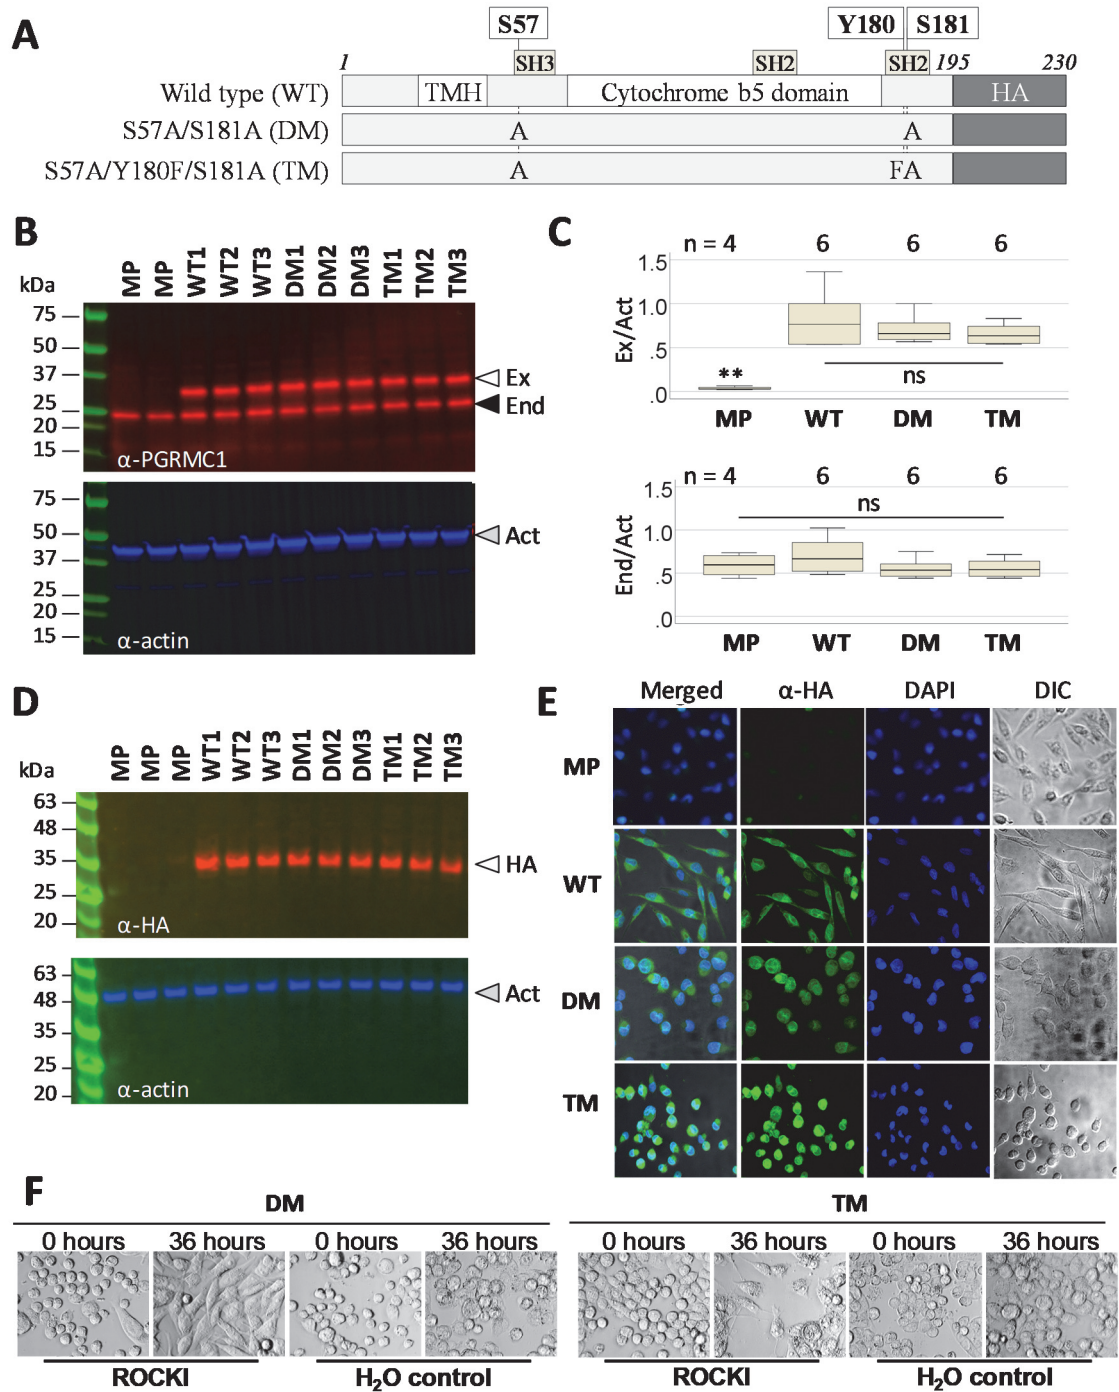 A
S57
Y180
S181
1
SH3
SH2
SH2
195
230
Wild type (WT)
TMH
Cytochrome b5 domain
HA
S57A/S181A (DM)
A
A
S57A/Y180F/S181A (TM)
A
FA
B
kDa
MP
MP
WT1
WT2
WT3
DM1
DM2
DM3
TM1
TM2
TM3
75
50
37
25
20
15
Ex
End
α-PGRMC1
75
50
37
25
20
15
Act
α-actin
C
n = 4
6
6
6
1.5
1.0
.5
.0
Ex/Act
**
ns
MP
WT
DM
TM
n = 4
6
6
6
1.5
1.0
.5
.0
End/Act
ns
MP
WT
DM
TM
D
kDa
MP
MP
MP
WT1
WT2
WT3
DM1
DM2
DM3
TM1
TM2
TM3
63
48
35
25
20
HA
α-HA
63
48
35
25
20
Act
α-actin
E
Merged
α-HA
DAPI
DIC
MP
WT
DM
TM
F
DM
TM
0 hours
36 hours
0 hours
36 hours
0 hours
36 hours
0 hours
36 hours
ROCKI
H2O control
ROCKI
H2O control